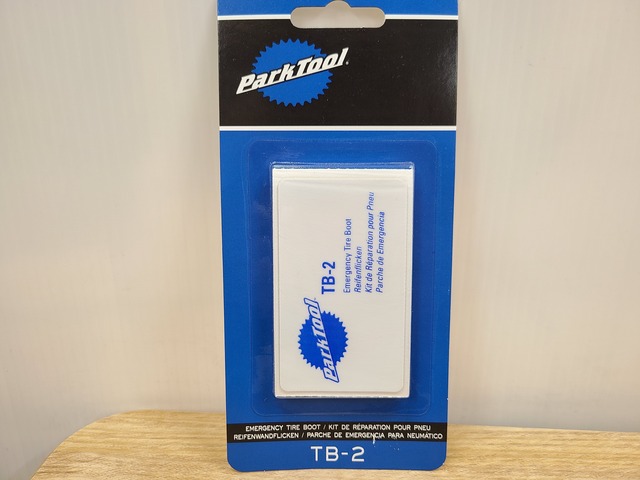 ParkTool®
ParkTool
TB-2
Emergency Tire Boot
Reifenflicken
Kit de Réparation pour Pneu
Parche de Emergencia
EMERGENCY TIRE BOOT / KIT DE RÉPARATION POUR PNEU
REIFENWANDFLICKEN / PARCHE DE EMERGENCIA PARA NEUMÁTICO
TB-2